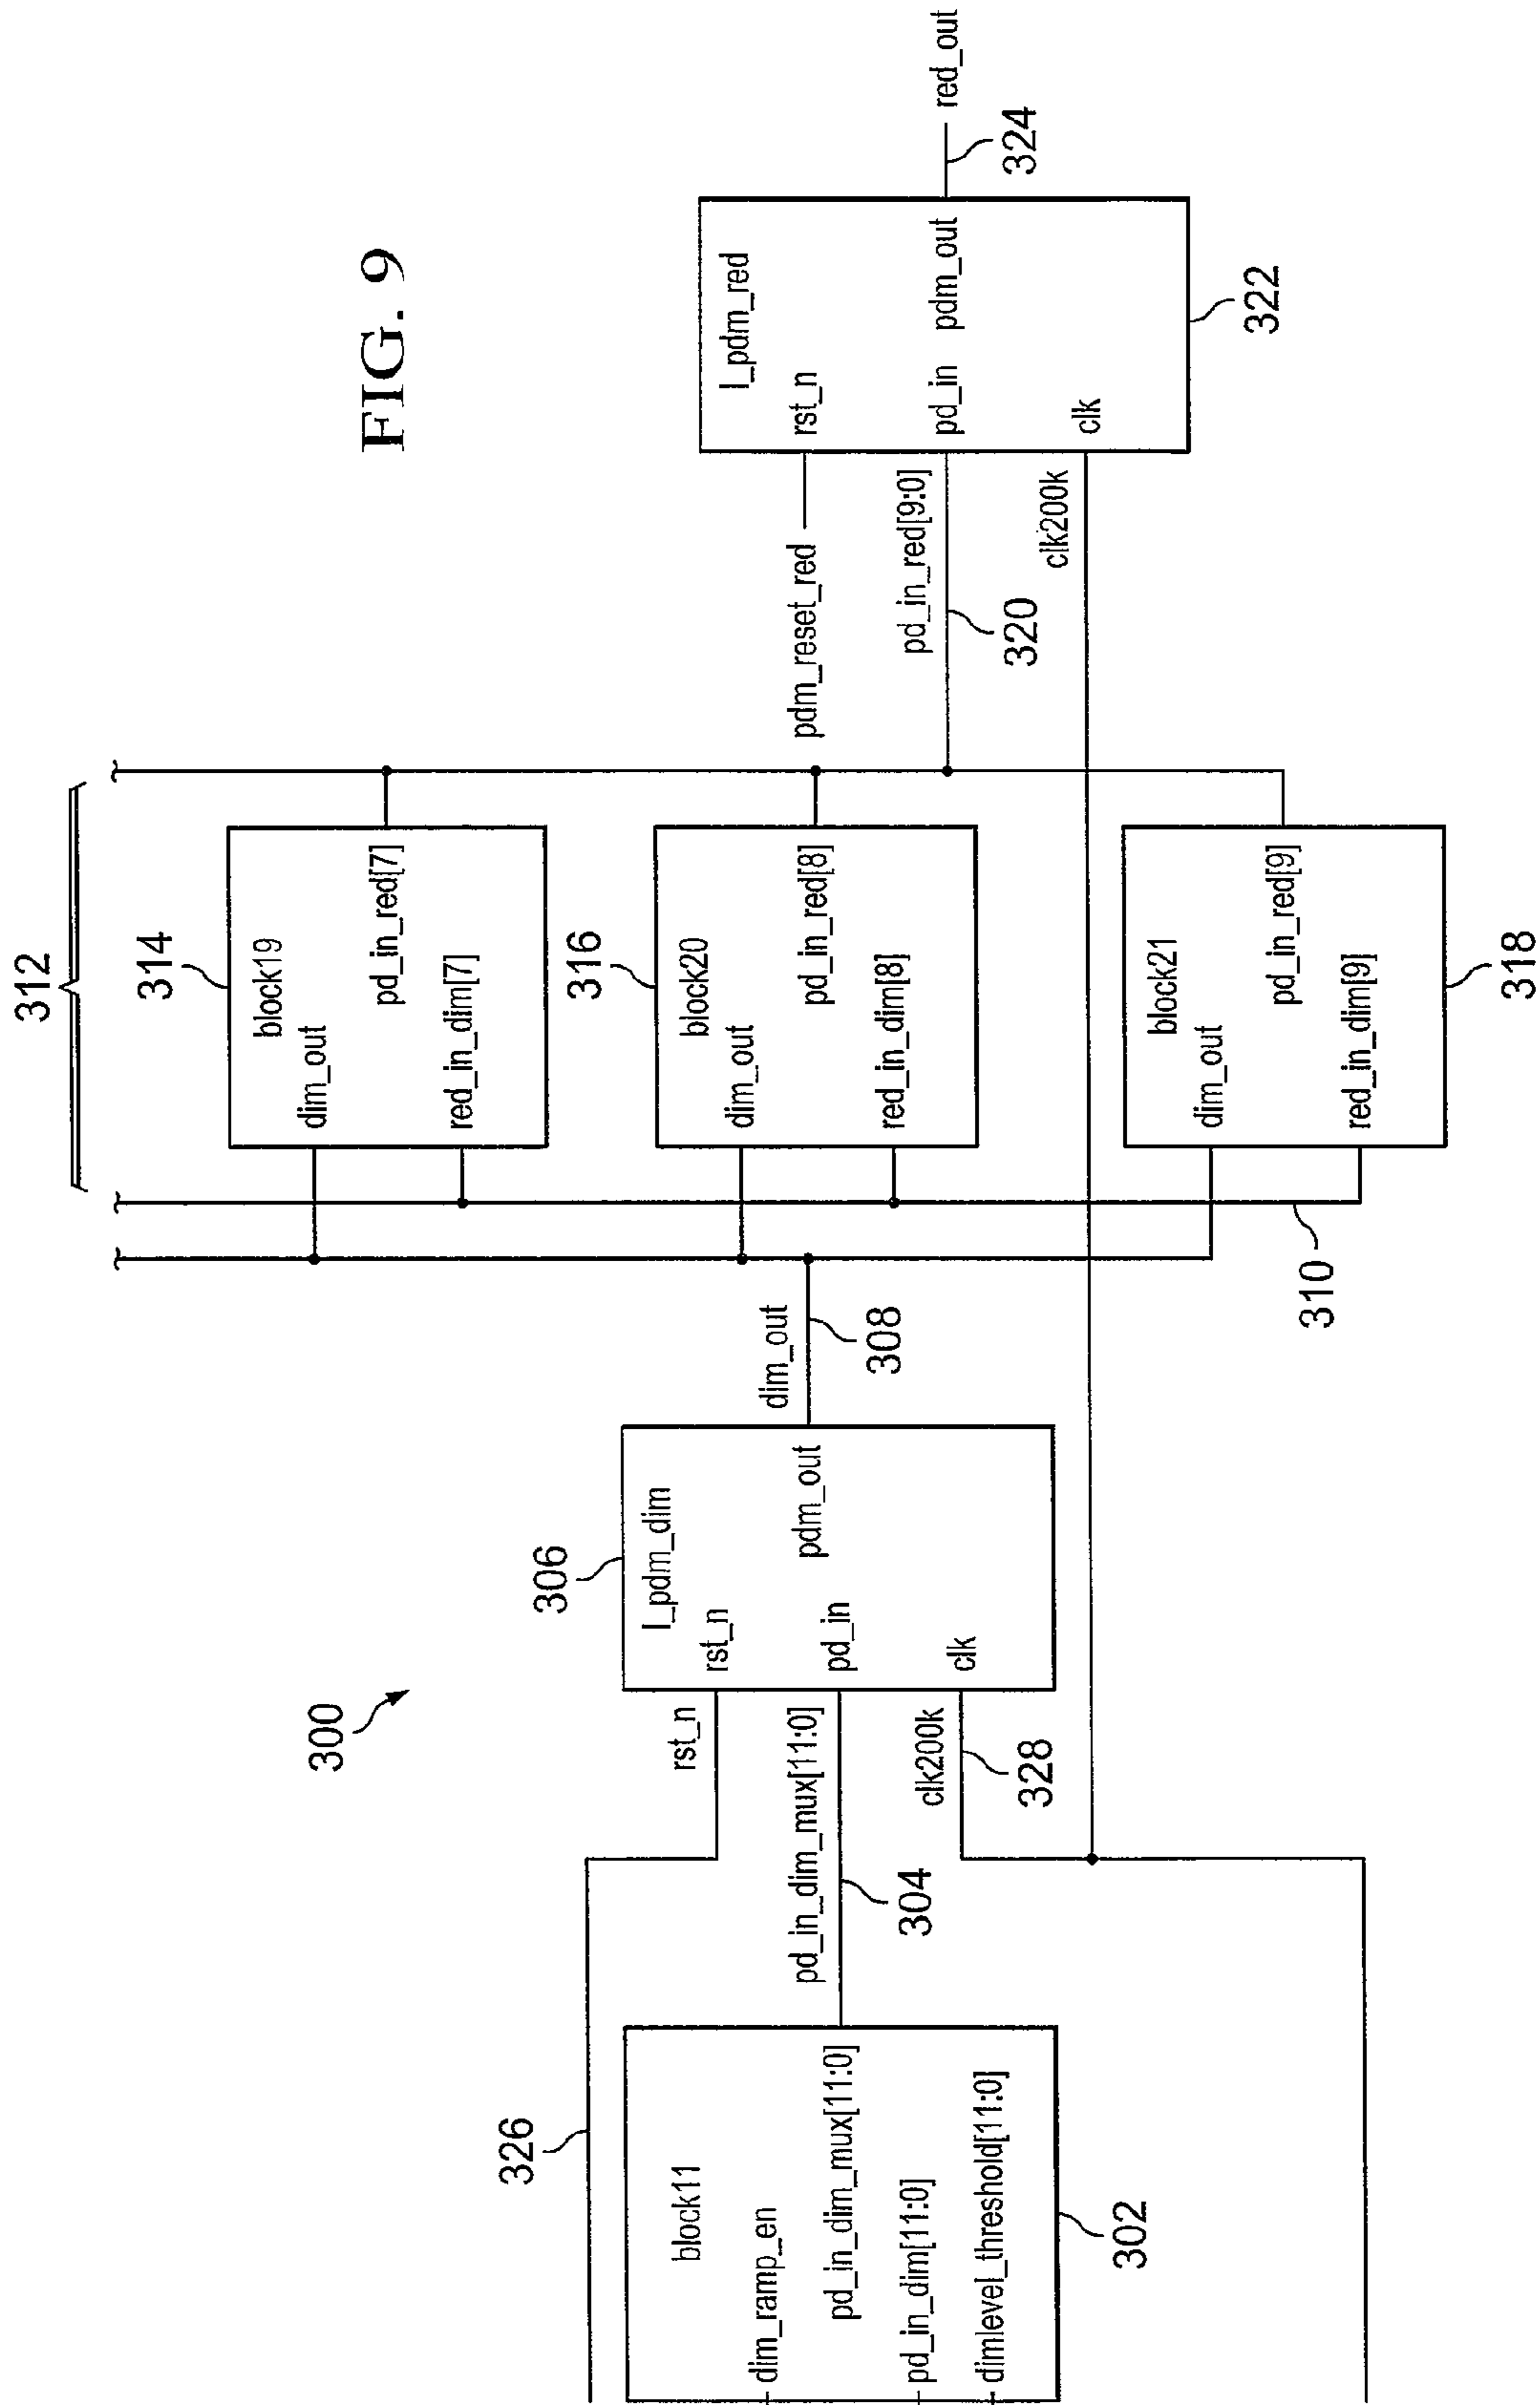 FIG. 9
300
326
block11
dim_ramp_en
pd_in_dim_mux[11:0]
pd_in_dim[11:0]
dimlevel_threshold[11:0]
302
rst_n
pd_in_dim_mux[11:0]
304
clk200k
328
306
I_pdm_dim
rst_n
pd_in
pdm_out
clk
dim_out
308
310
312
314
block19
dim_out
pd_in_red[7]
red_in_dim[7]
316
block20
dim_out
pd_in_red[8]
red_in_dim[8]
block21
dim_out
pd_in_red[9]
red_in_dim[9]
318
pdm_reset_red
pd_in_red[9:0]
320
clk200k
I_pdm_red
rst_n
pd_in pdm_out
clk
322
red_out
324